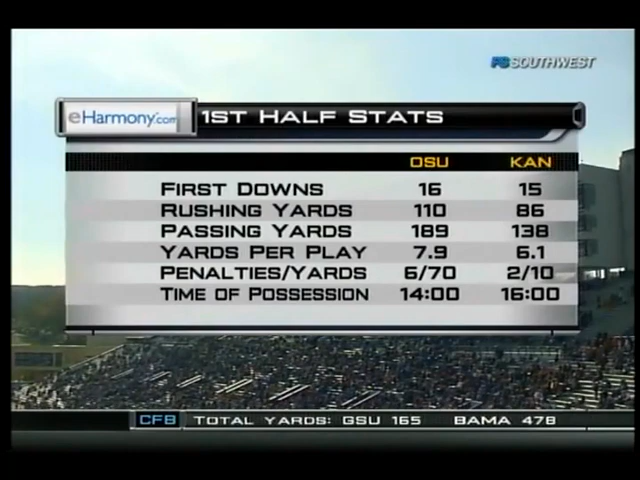 FS SOUTHWEST
eHarmony.com 1ST HALF STATS
OSU KAN
FIRST DOWNS 16 15
RUSHING YARDS 110 86
PASSING YARDS 189 138
YARDS PER PLAY 7.9 6.1
PENALTIES/YARDS 6/70 2/10
TIME OF POSSESSION 14:00 16:00
CFB TOTAL YARDS: GSU 165 BAMA 478